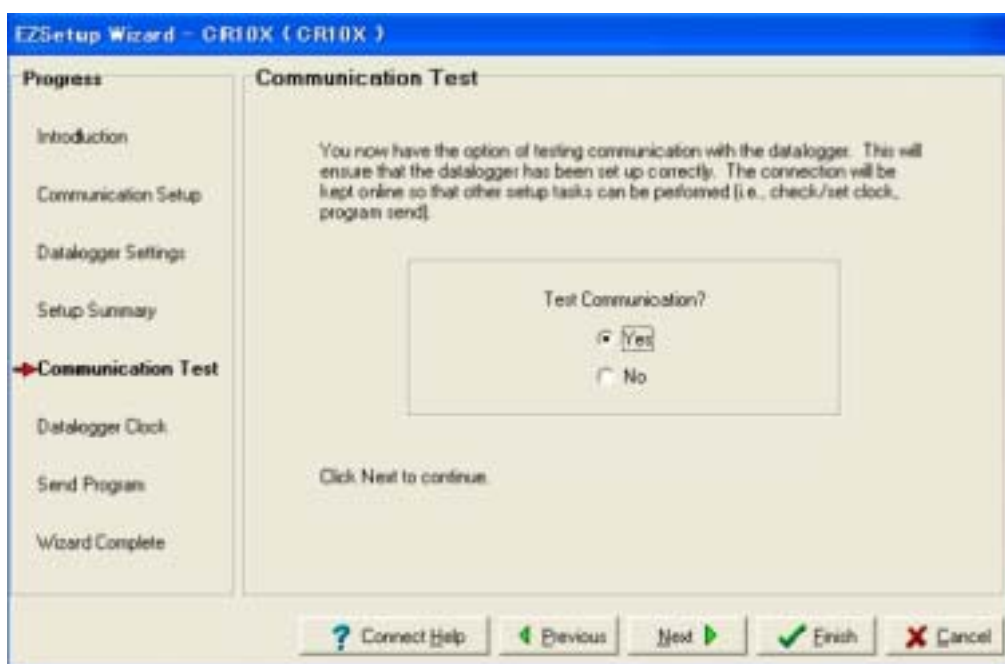 EZSetup Wizard - CR10X ( CR10X )
Progress
Introduction
Communication Setup
Datalogger Settings
Setup Summary
Communication Test
Datalogger Clock
Send Program
Wizard Complete
Communication Test
You now have the option of testing communication with the datalogger. This will
ensure that the datalogger has been set up correctly. The connection will be
kept online so that other setup tasks can be performed (i.e., check/set clock,
program send).
Test Communication?
Yes
No
Click Next to continue.
Connect Help
Previous
Next
Finish
Cancel